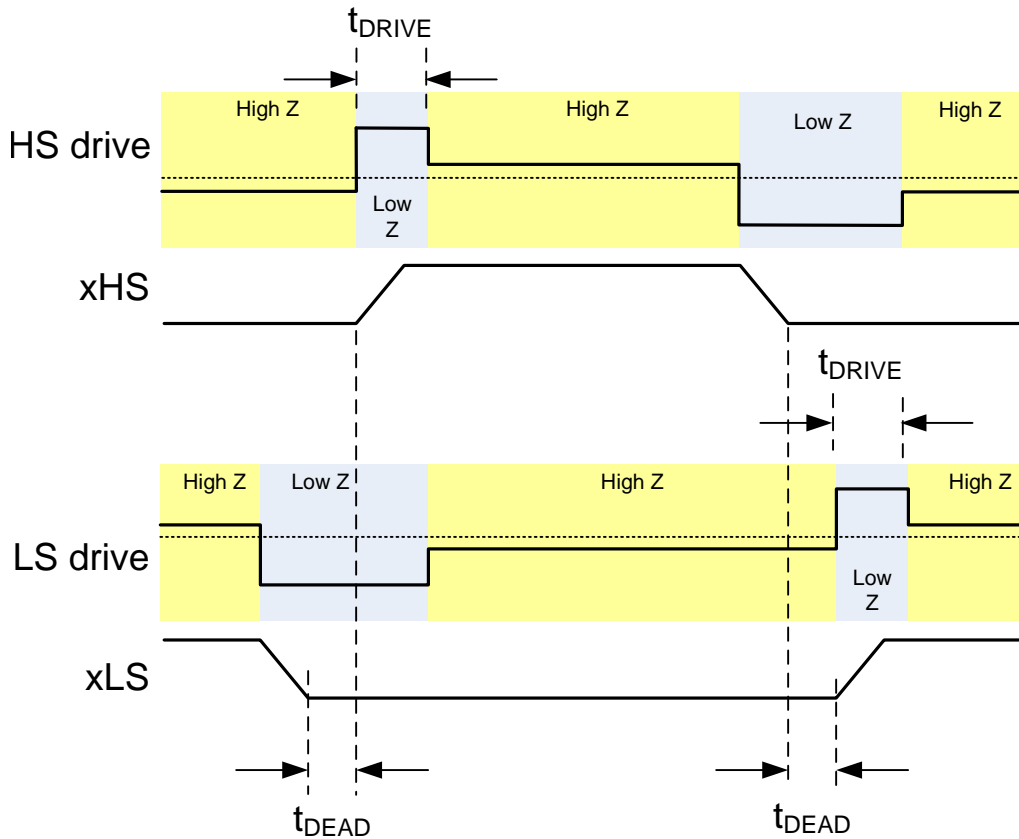 tDRIVE
High Z
High Z
Low Z
High Z
HS drive
Low
Z
xHS
tDRIVE
High Z
Low Z
High Z
High Z
LS drive
Low
Z
xLS
tDEAD
tDEAD